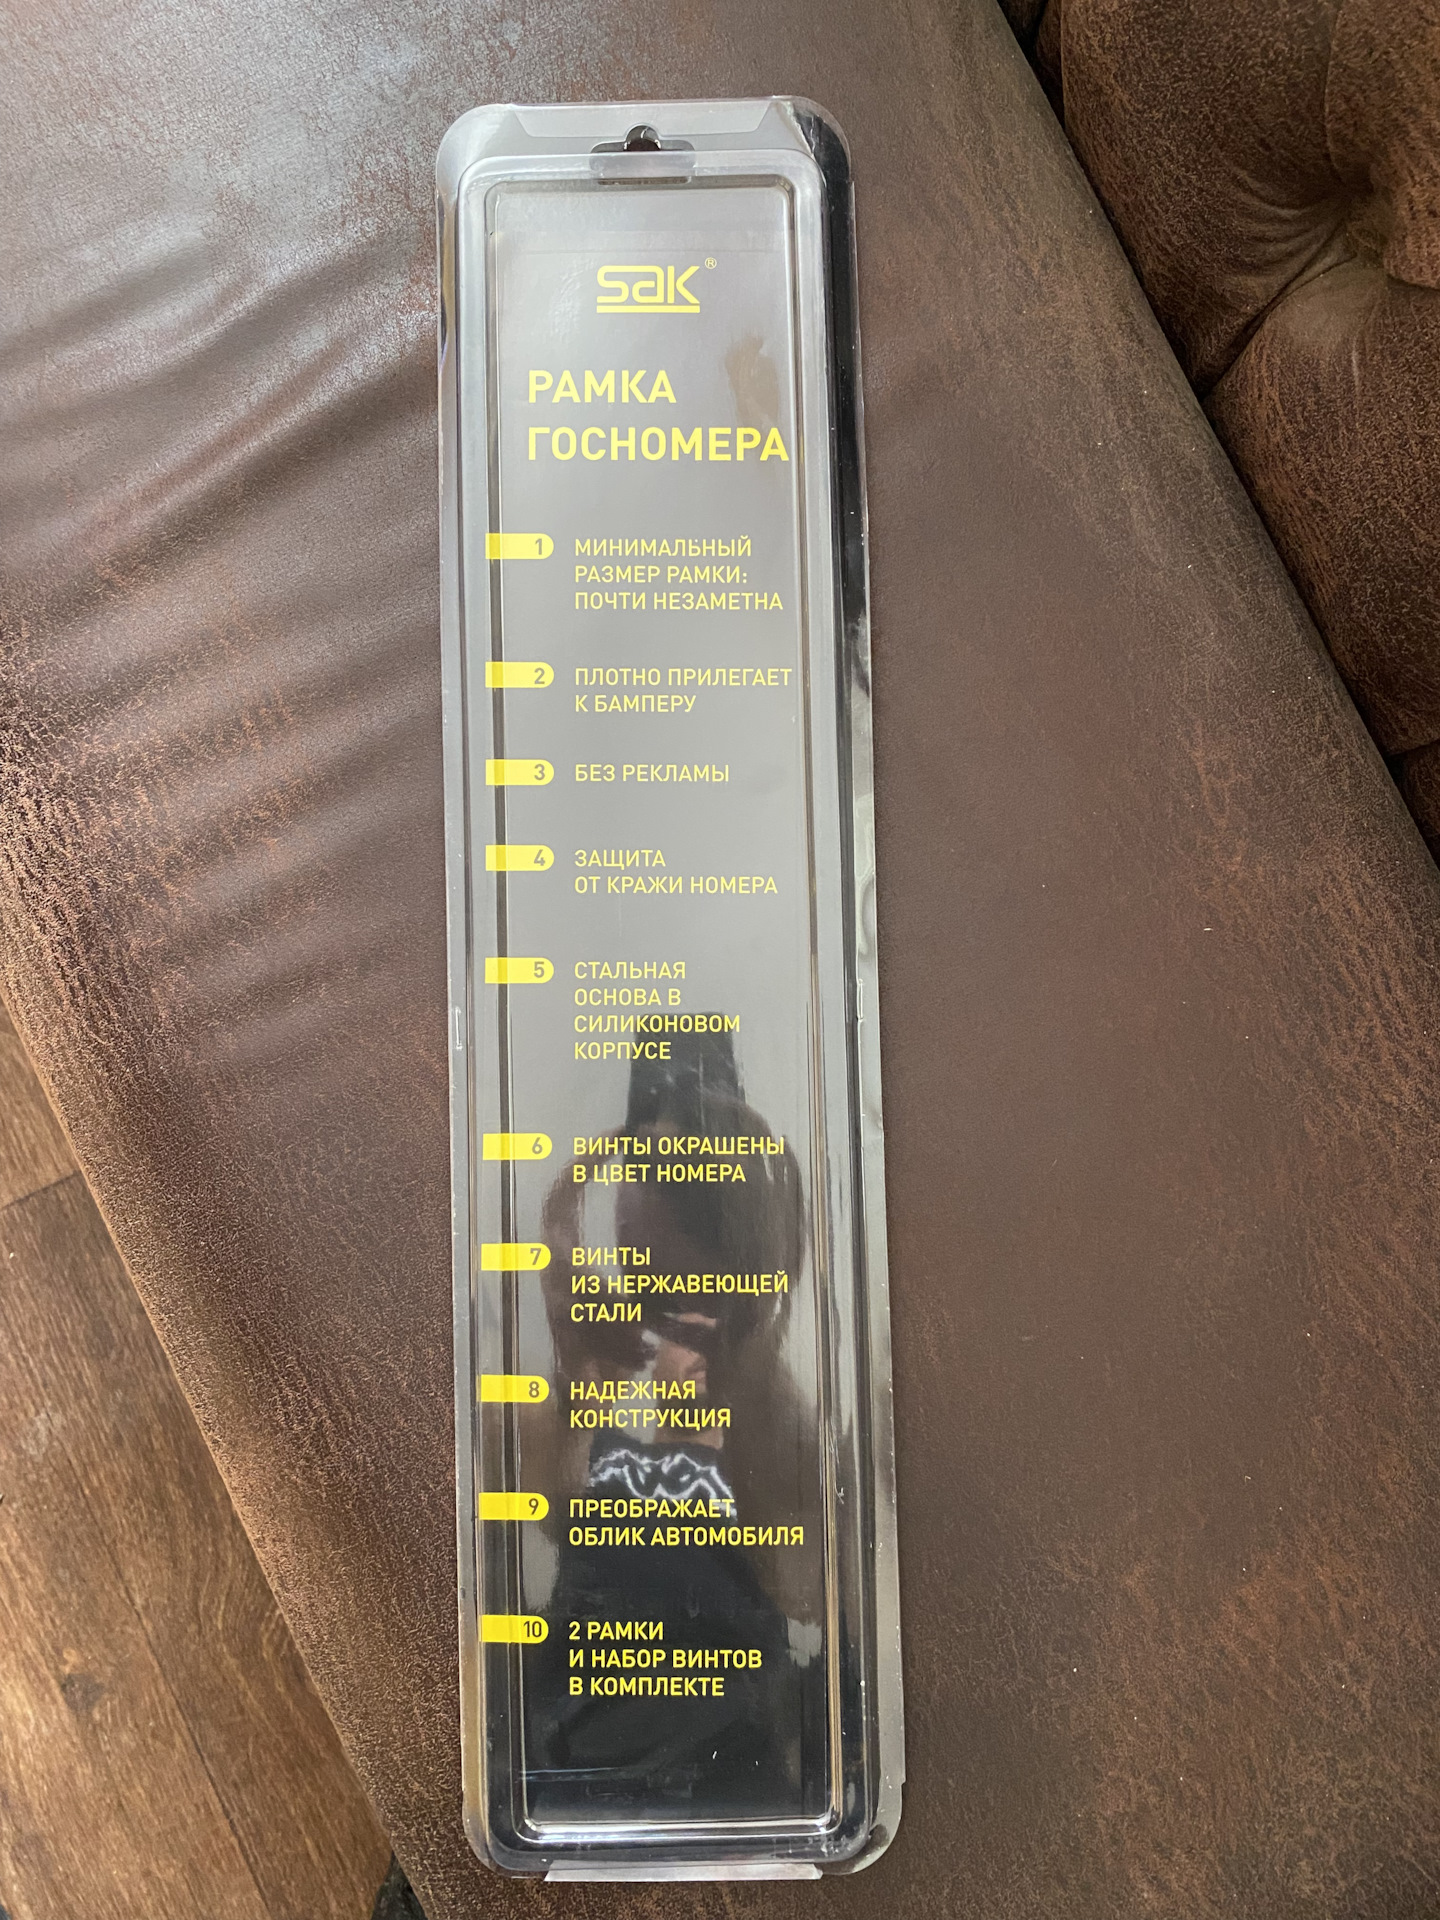 sak®
РАМКА
ГОСНОМЕРА
1 МИНИМАЛЬНЫЙ
РАЗМЕР РАМКИ:
ПОЧТИ НЕЗАМЕТНА
2 ПЛОТНО ПРИЛЕГАЕТ
К БАМПЕРУ
3 БЕЗ РЕКЛАМЫ
4 ЗАЩИТА
ОТ КРАЖИ НОМЕРА
5 СТАЛЬНАЯ
ОСНОВА В
СИЛИКОНОВОМ
КОРПУСЕ
6 ВИНТЫ ОКРАШЕНЫ
В ЦВЕТ НОМЕРА
7 ВИНТЫ
ИЗ НЕРЖАВЕЮЩЕЙ
СТАЛИ
8 НАДЕЖНАЯ
КОНСТРУКЦИЯ
9 ПРЕОБРАЖАЕТ
ОБЛИК АВТОМОБИЛЯ
10 2 РАМКИ
И НАБОР ВИНТОВ
В КОМПЛЕКТЕ